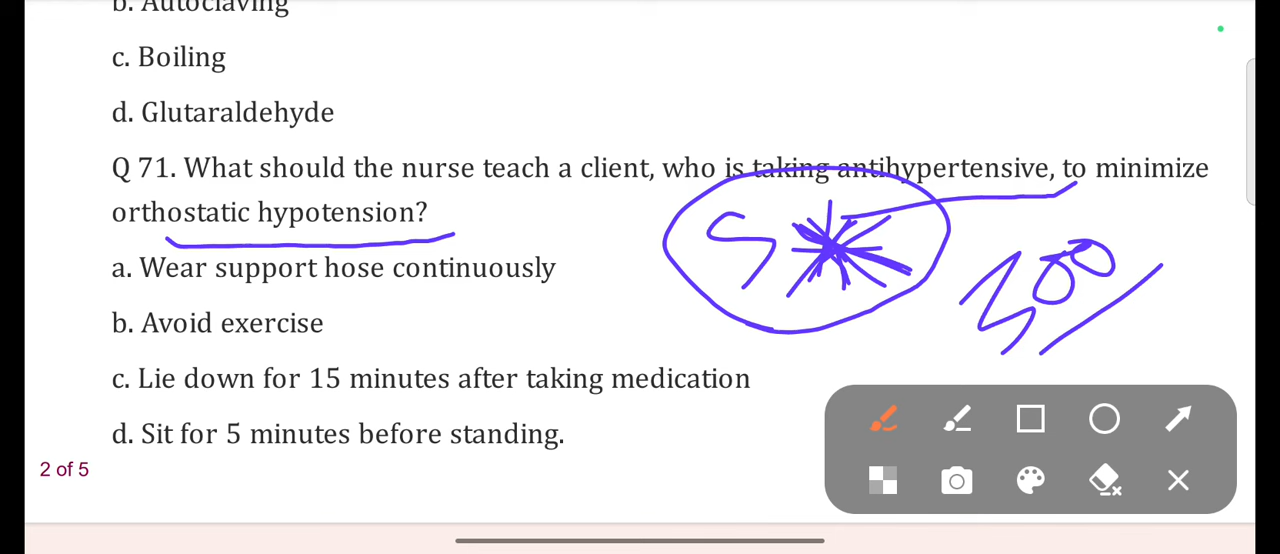 b. Autoclaving
c. Boiling
d. Glutaraldehyde
Q 71. What should the nurse teach a client, who is taking antihypertensive, to minimize
orthostatic hypotension?
a. Wear support hose continuously
b. Avoid exercise
c. Lie down for 15 minutes after taking medication
d. Sit for 5 minutes before standing.
2 of 5